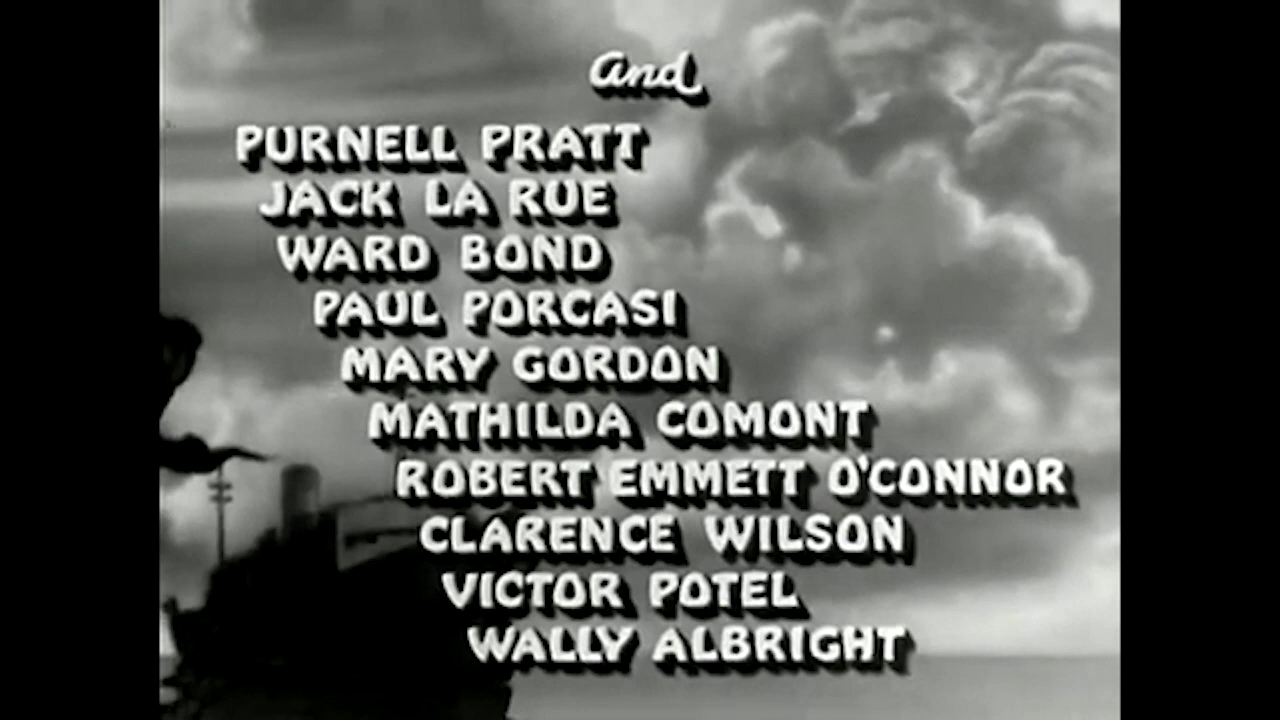 and
PURNELL PRATT
JACK LA RUE
WARD BOND
PAUL PORCASI
MARY GORDON
MATHILDA COMONT
ROBERT EMMETT O'CONNOR
CLARENCE WILSON
VICTOR POTEL
WALLY ALBRIGHT